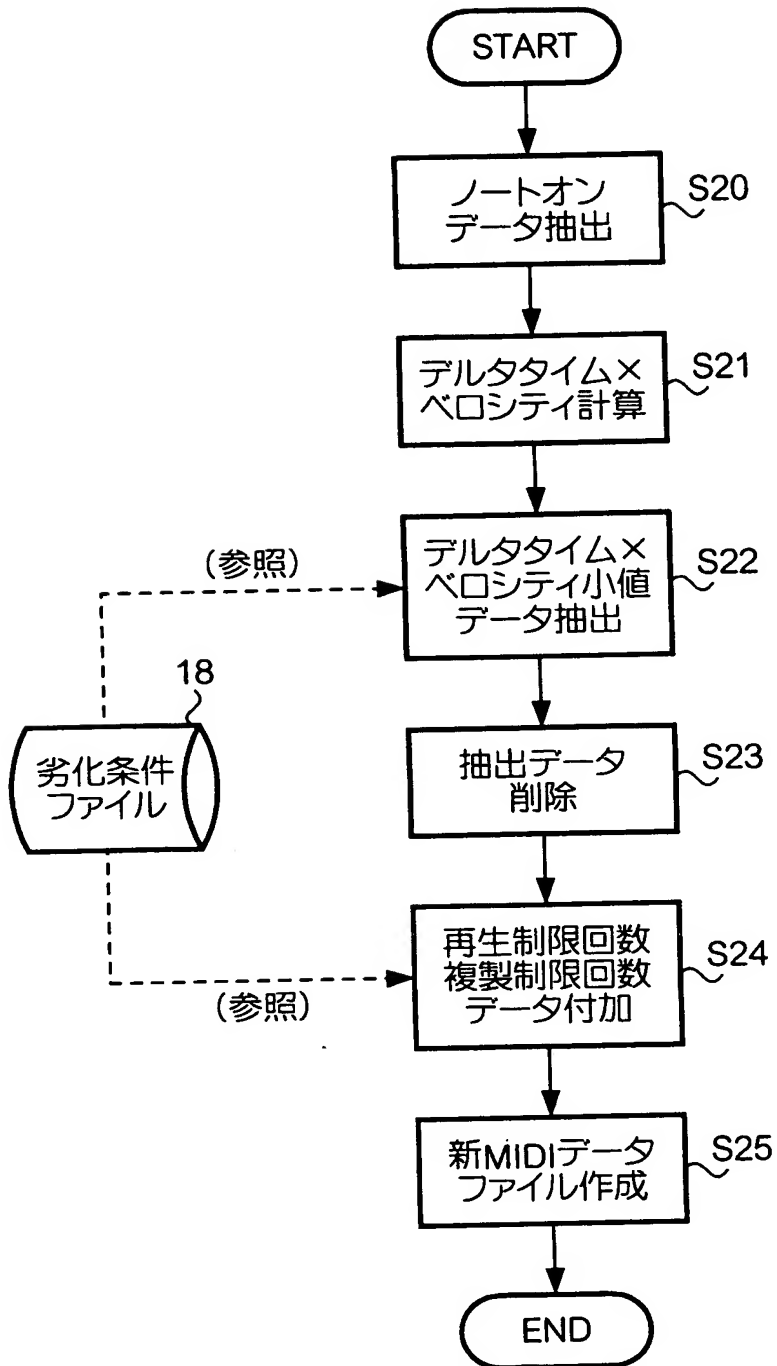 START
ノートオン
データ抽出
S20
デルタタイム×
ベロシティ計算
S21
(参照)
デルタタイム×
ベロシティ小値
データ抽出
S22
18
劣化条件
ファイル
抽出データ
削除
S23
再生制限回数
複製制限回数
データ付加
S24
(参照)
新MIDIデータ
ファイル作成
S25
END